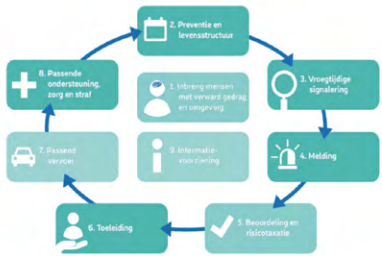 2. Preventie en
levensstructuur
8. Passende
ondersteuning,
zorg en straf
1. Inbreng mensen
met verward gedrag
en omgeving
3. Vroegtijdige
signalering
7. Passend
vervoer
9. Informatie-
voorziening
4. Melding
6. Toeleiding
5. Beoordeling en
risicotaxatie